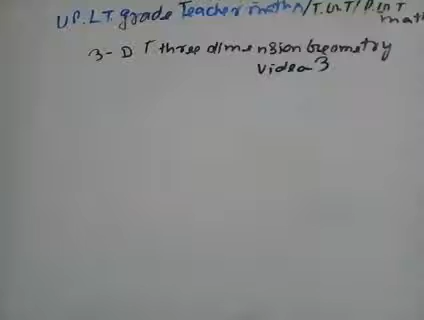 U P. L T. grade Teacher math /T.G.T/P.G.T
math
3-D (three dimension Geometry
Video 3